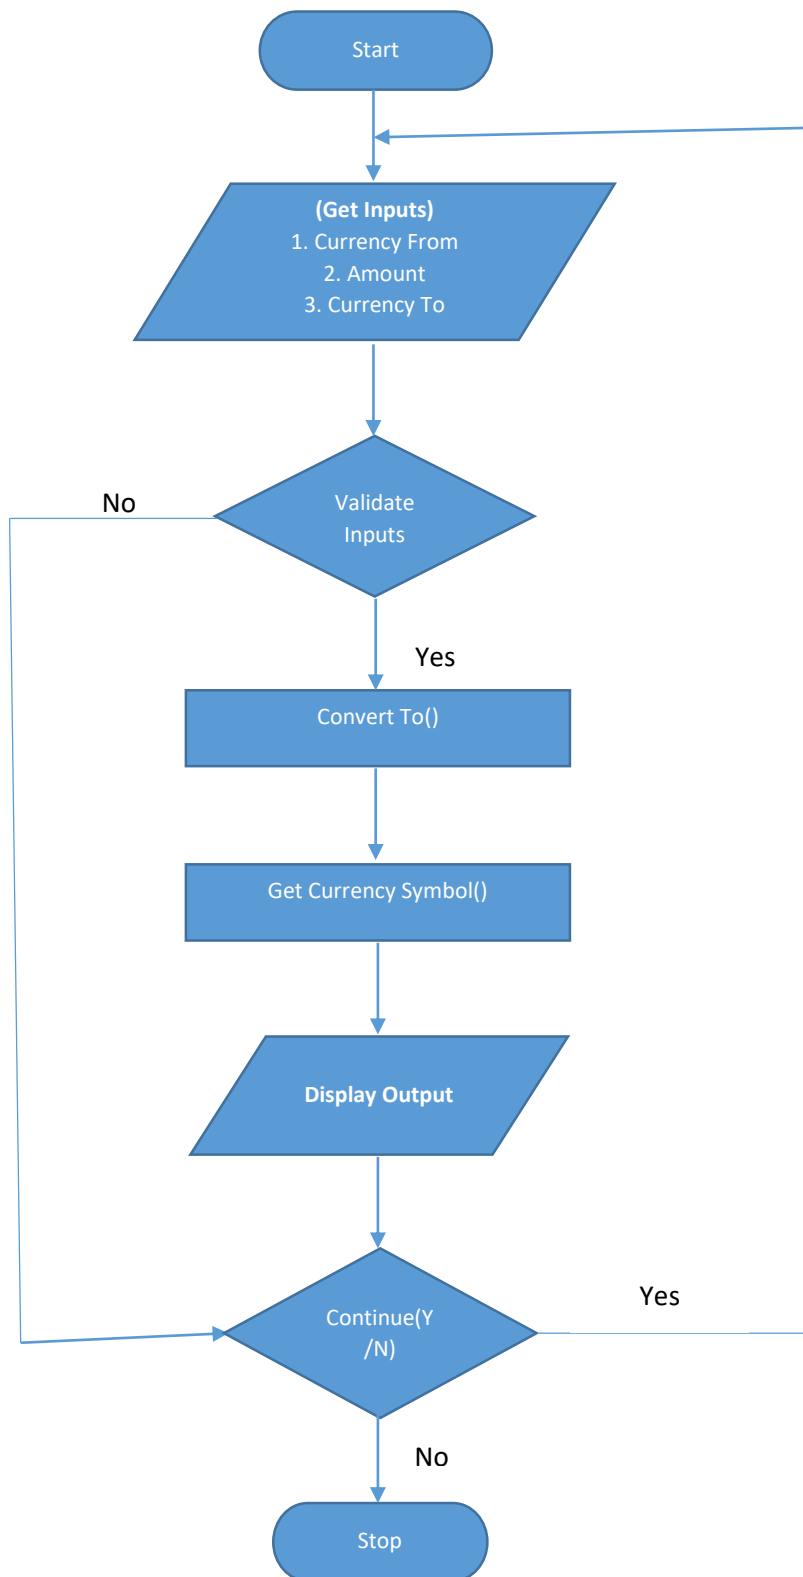 Start
(Get Inputs)
1. Currency From
2. Amount
3. Currency To
No
Validate
Inputs
Yes
Convert To()
Get Currency Symbol()
Display Output
Continue(Y
/N)
Yes
No
Stop